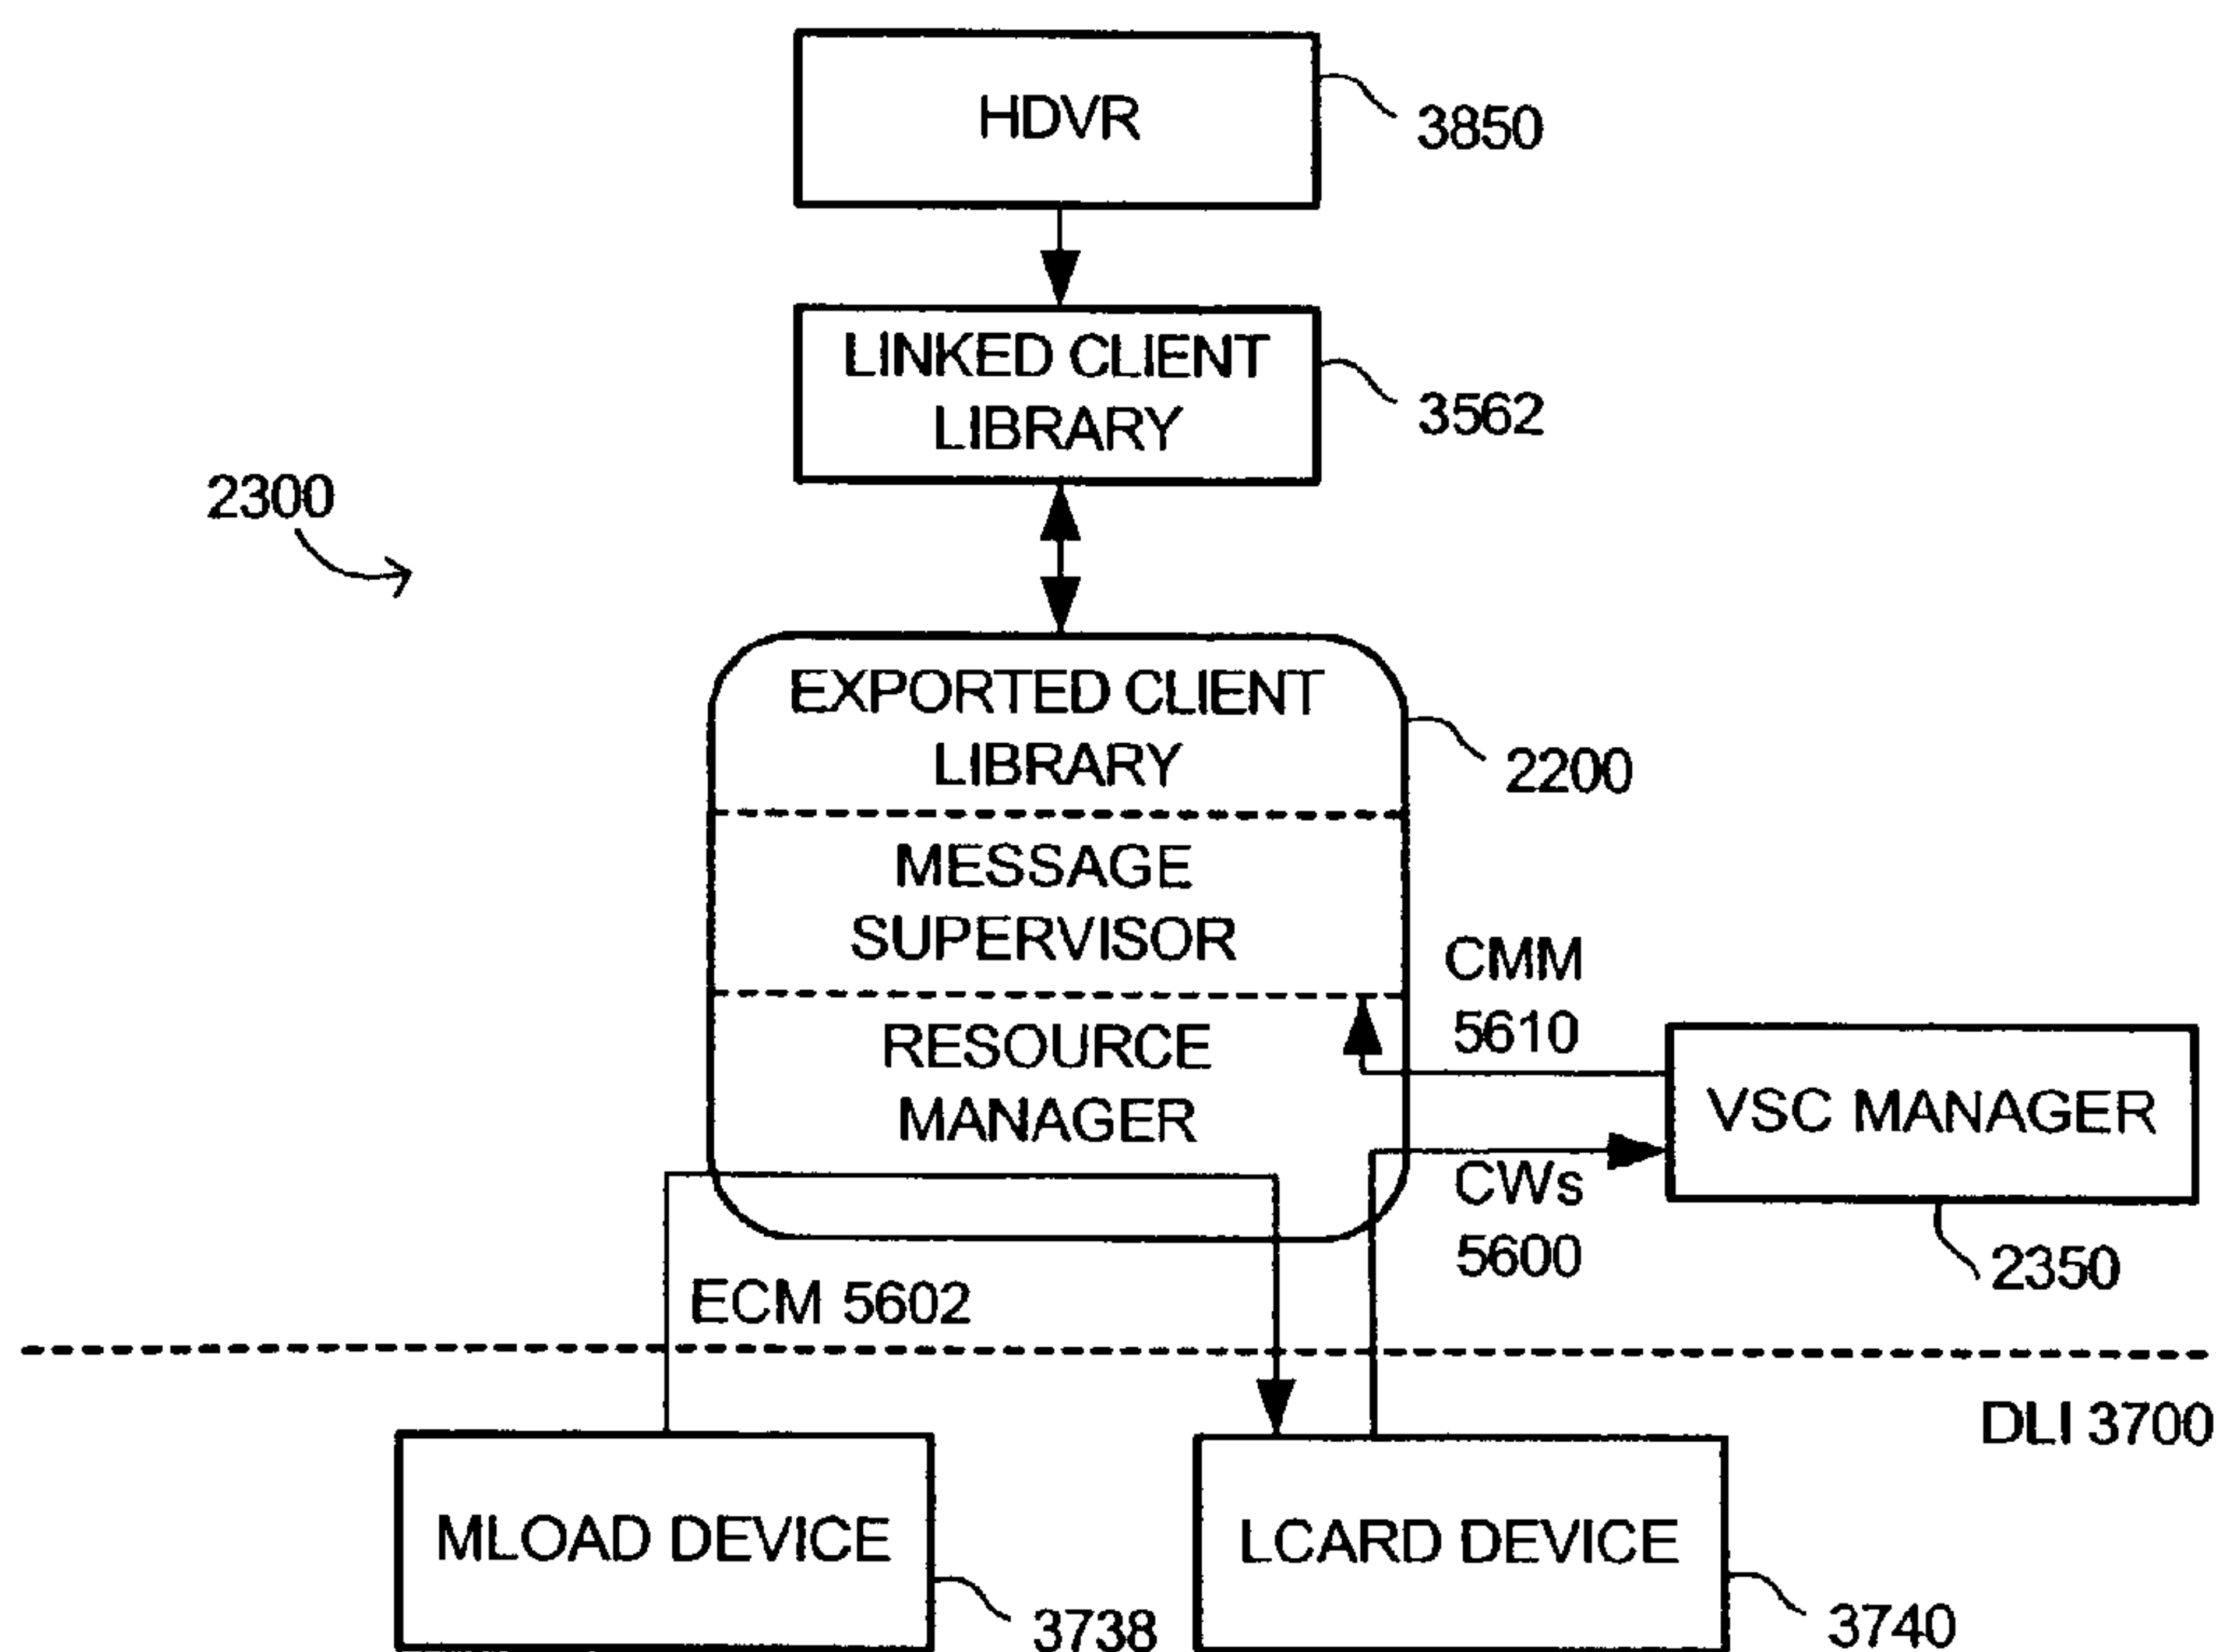 HDVR
3850
LINKED CLIENT
LIBRARY
3562
2300
EXPORTED CLIENT
LIBRARY
2200
MESSAGE
SUPERVISOR
CMM
5610
RESOURCE
MANAGER
VSC MANAGER
CWs
5600
2350
ECM 5602
DLI 3700
MLOAD DEVICE
LCARD DEVICE
3738
3740